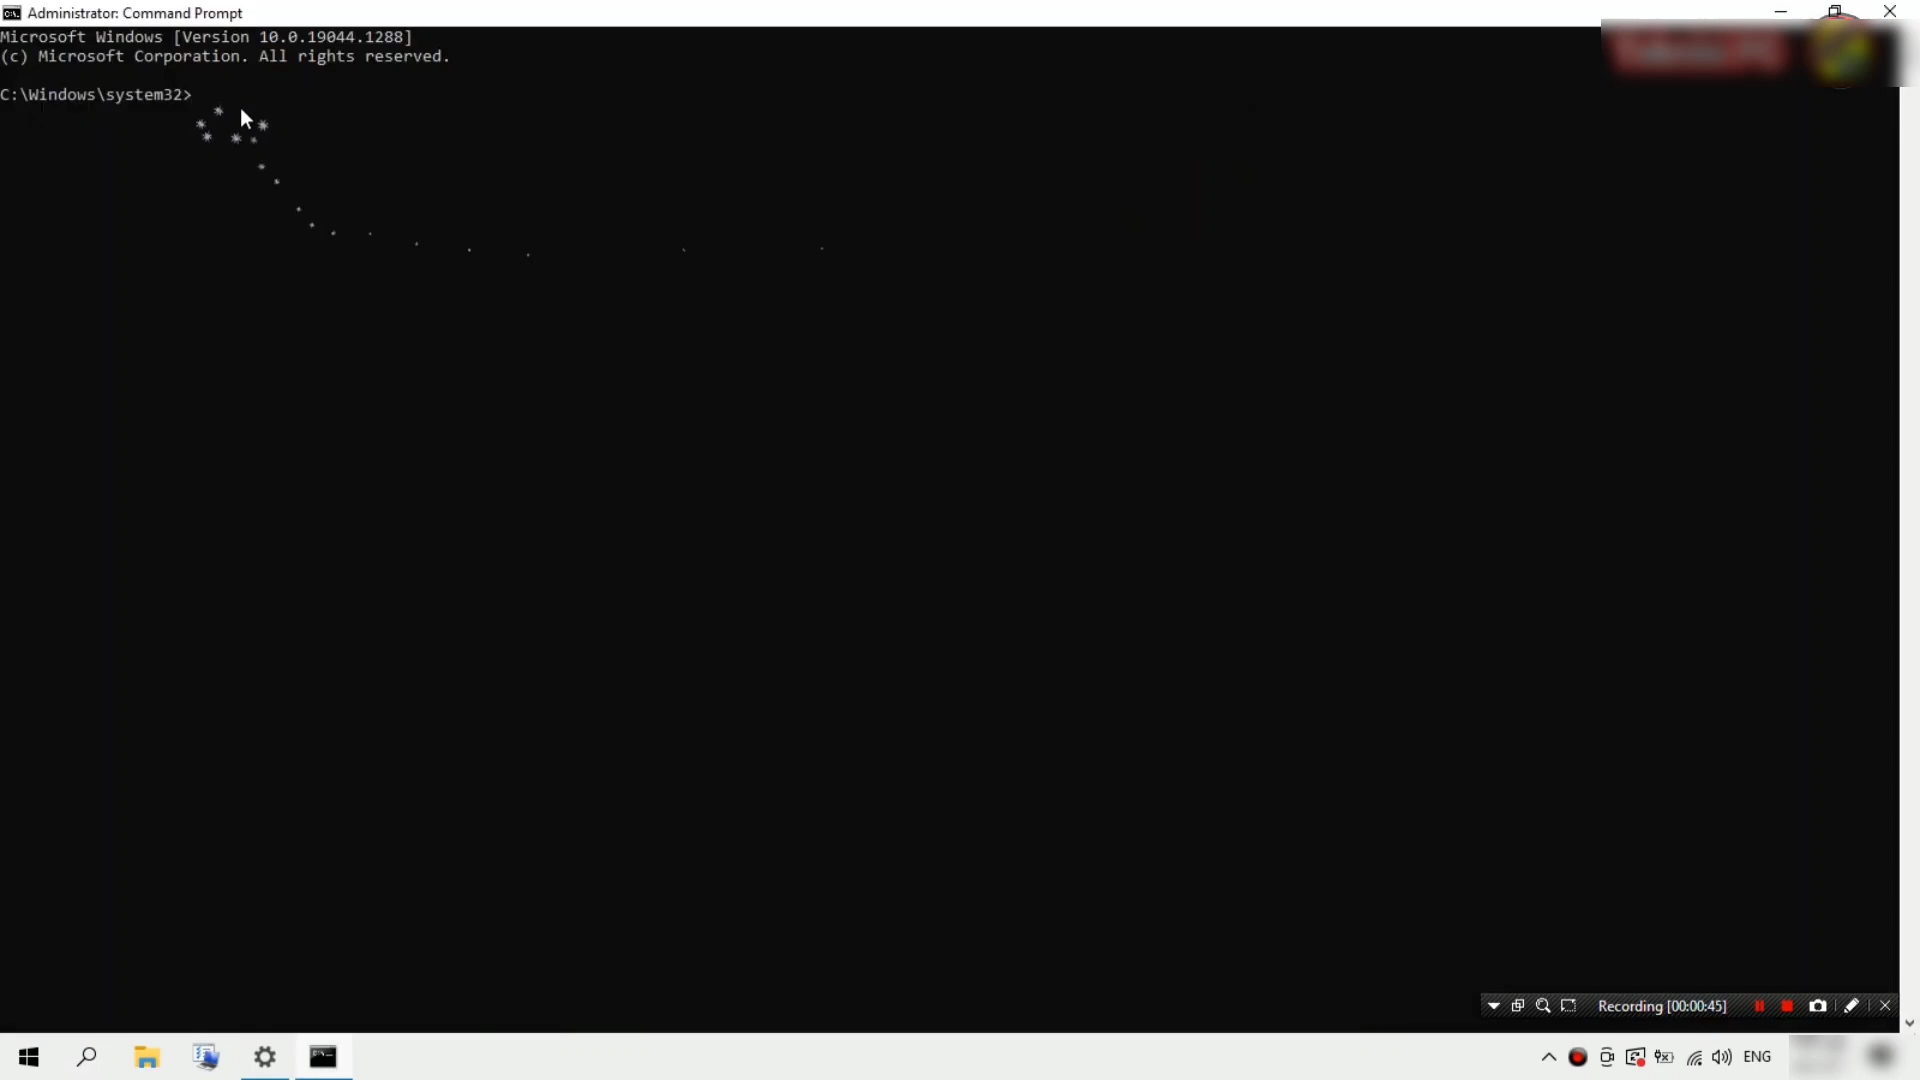 Administrator: Command Prompt
Microsoft Windows [Version 10.0.19044.1288]
(c) Microsoft Corporation. All rights reserved.
C:\Windows\system32>
Recording [00:00:45]
ENG